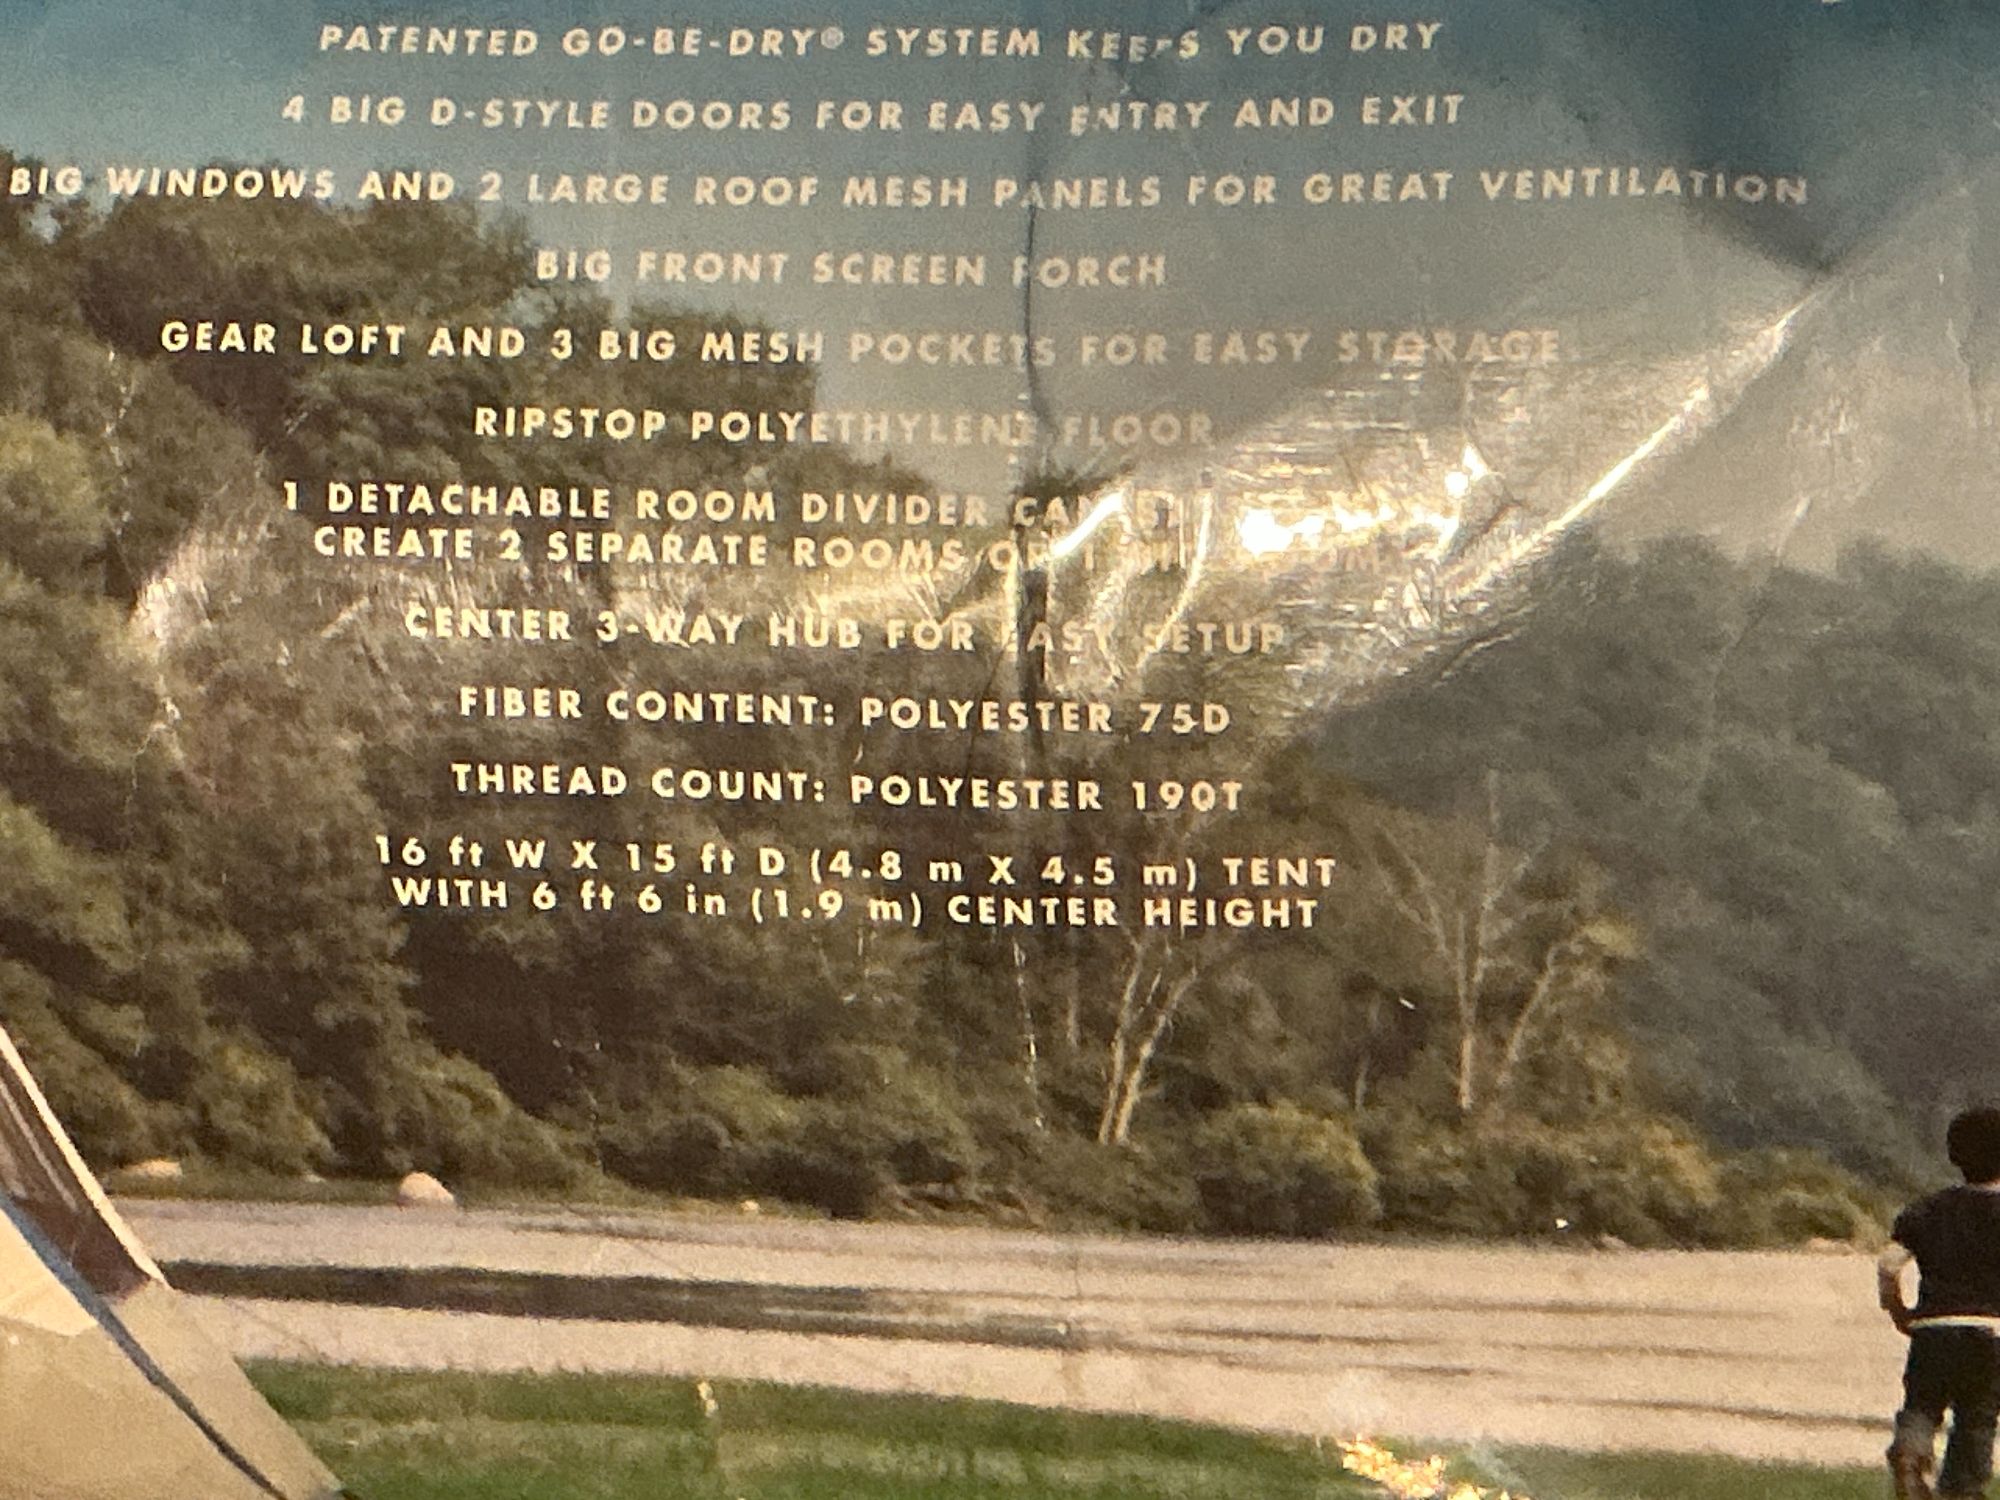 PATENTED GO-BE-DRY® SYSTEM KEEPS YOU DRY
4 BIG D-STYLE DOORS FOR EASY ENTRY AND EXIT
BIG WINDOWS AND 2 LARGE ROOF MESH PANELS FOR GREAT VENTILATION
BIG FRONT SCREEN PORCH
GEAR LOFT AND 3 BIG MESH POCKETS FOR EASY STORAGE
RIPSTOP POLYETHYLENE FLOOR
1 DETACHABLE ROOM DIVIDER CAN BE
CREATE 2 SEPARATE ROOMS OR 1
CENTER 3-WAY HUB FOR EASY SETUP
FIBER CONTENT: POLYESTER 75D
THREAD COUNT: POLYESTER 190T
16 ft W X 15 ft D (4.8 m X 4.5 m) TENT
WITH 6 ft 6 in (1.9 m) CENTER HEIGHT